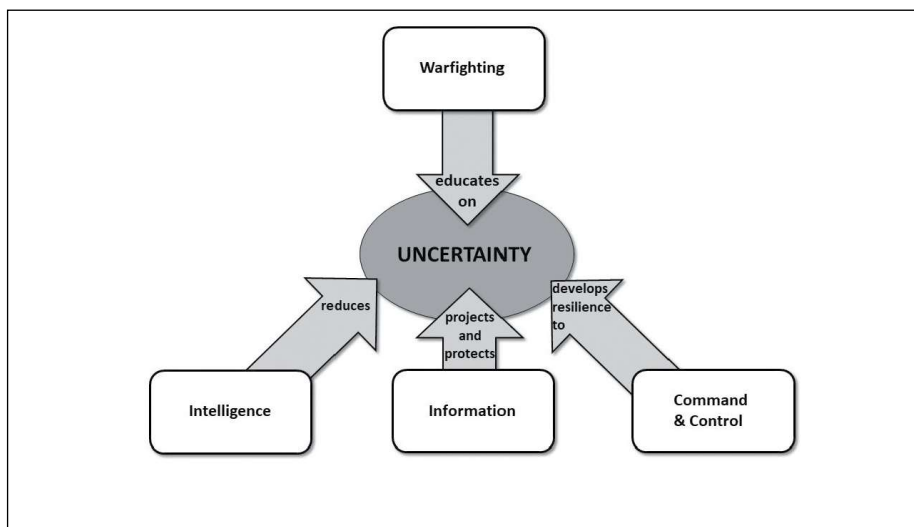 Warfighting
educates
on
UNCERTAINTY
reduces
projects
and
protects
develops
resilience
to
Intelligence
Information
Command
& Control